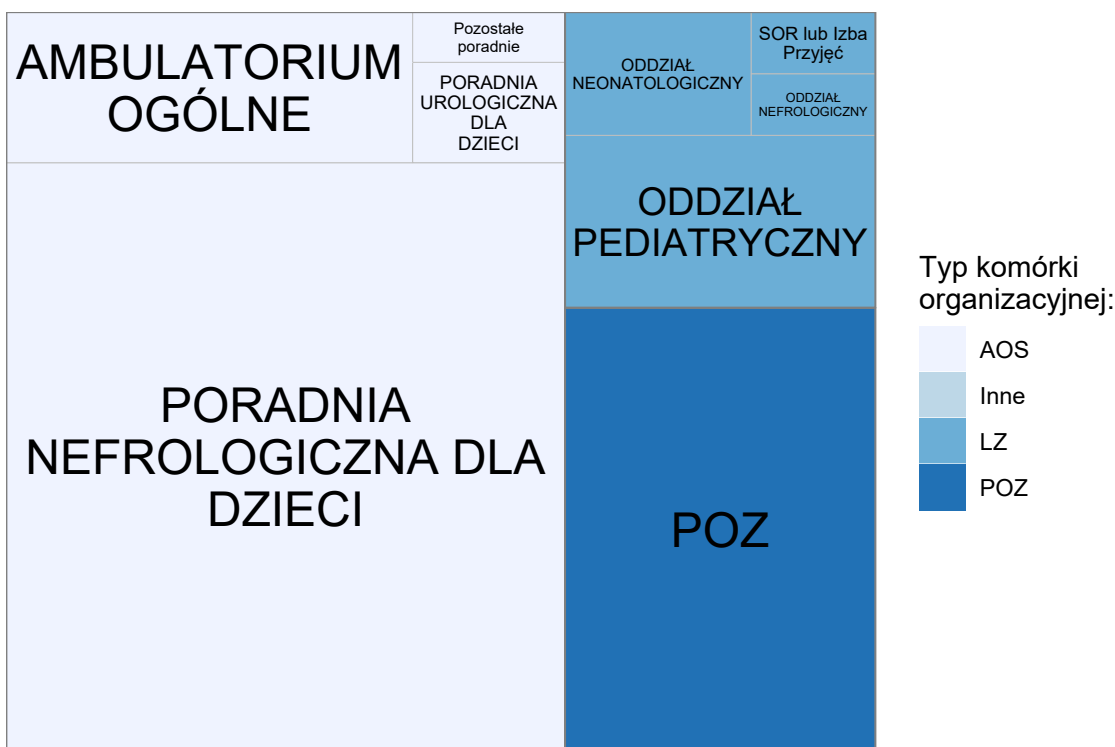 AMBULATORIUM
OGÓLNE
Pozostałe
poradnie
PORADNIA
UROLOGICZNA
DLA
DZIECI
PORADNIA
NEFROLOGICZNA DLA
DZIECI
ODDZIAŁ
NEONATOLOGICZNY
SOR lub Izba
Przyjęć
ODDZIAŁ
NEFROLOGICZNY
ODDZIAŁ
PEDIATRYCZNY
POZ
Typ komórki
organizacyjnej:
AOS
Inne
LZ
POZ